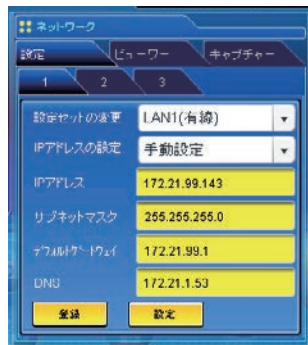 ネットワーク
設定 ビューワー キャプチャー
1 2 3
設定セットの変更 LAN1(有線)
IPアドレスの設定 手動設定
IPアドレス 172.21.99.143
サブネットマスク 255.255.255.0
デフォルトゲートウェイ 172.21.99.1
DNS 172.21.1.53
登録 設定